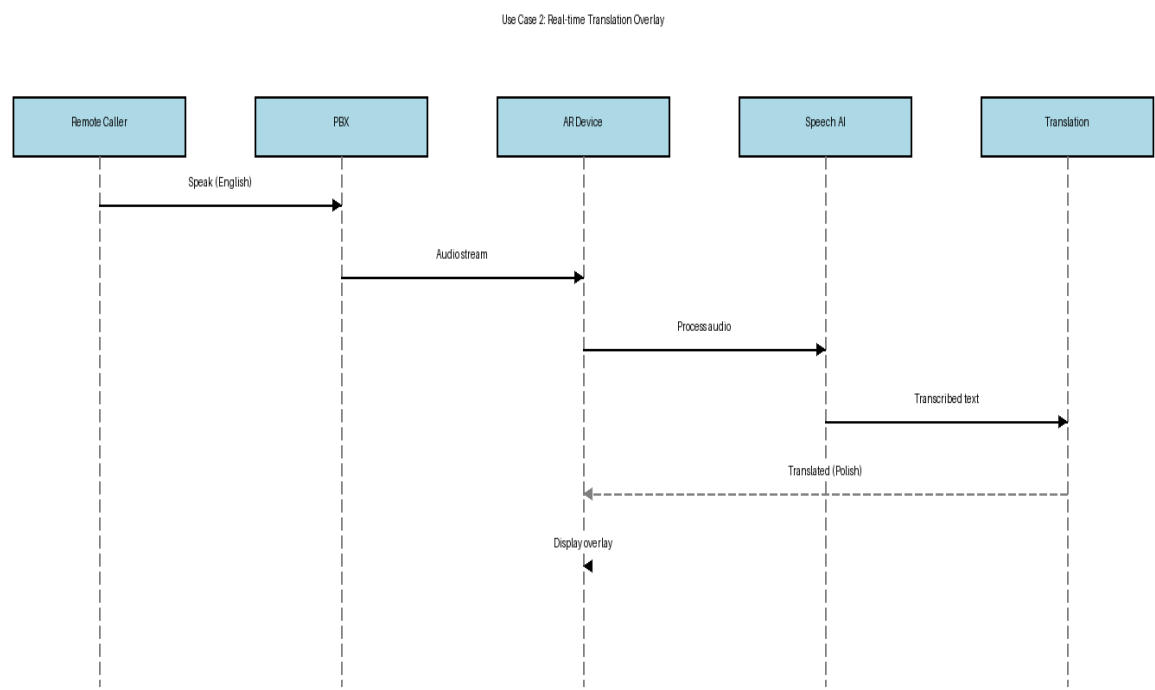 Use Case 2: Real-time Translation Overlay
Remote Caller
PBX
AR Device
Speech AI
Translation
Speak (English)
Audio stream
Process audio
Transcribed text
Translated (Polish)
Display overlay